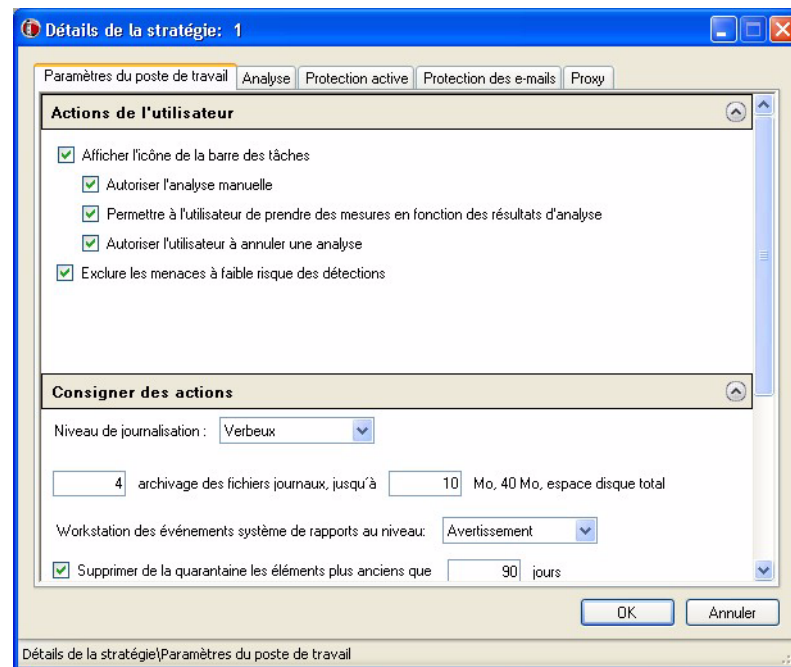 Détails de la stratégie: 1
Paramètres du poste de travail Analyse Protection active Protection des e-mails Proxy
Actions de l'utilisateur
Afficher l'icône de la barre des tâches
Autoriser l'analyse manuelle
Permettre à l'utilisateur de prendre des mesures en fonction des résultats d'analyse
Autoriser l'utilisateur à annuler une analyse
Exclure les menaces à faible risque des détections
Consigner des actions
Niveau de journalisation : Verbeux
4 archivage des fichiers journaux, jusu´à 10 Mo, 40 Mo, espace disque total
Workstation des événements système de rapports au niveau: Avertissement
Supprimer de la quarantaine les éléments plus anciens que 90 jours
OK Annuler
Détails de la stratégie\Paramètres du poste de travail